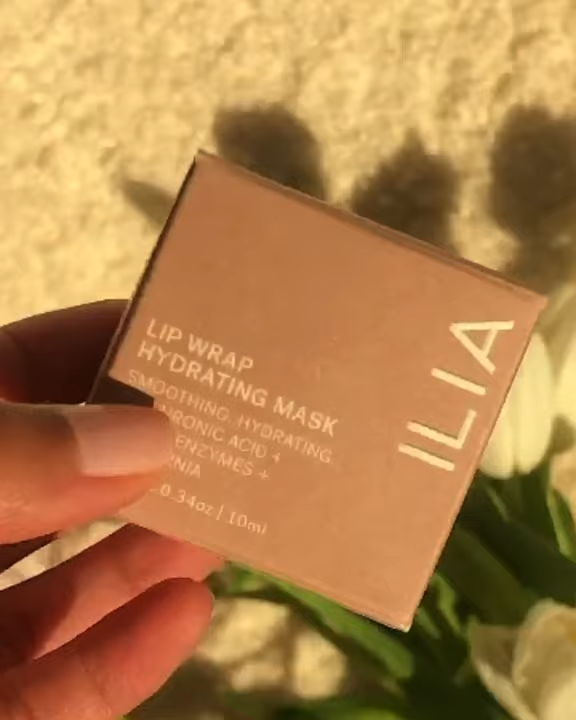 LIP WRAP
HYDRATING MASK
SMOOTHING, HYDRATING
ACID +
ENZYMES +
0.34oz | 10ml
ILIA